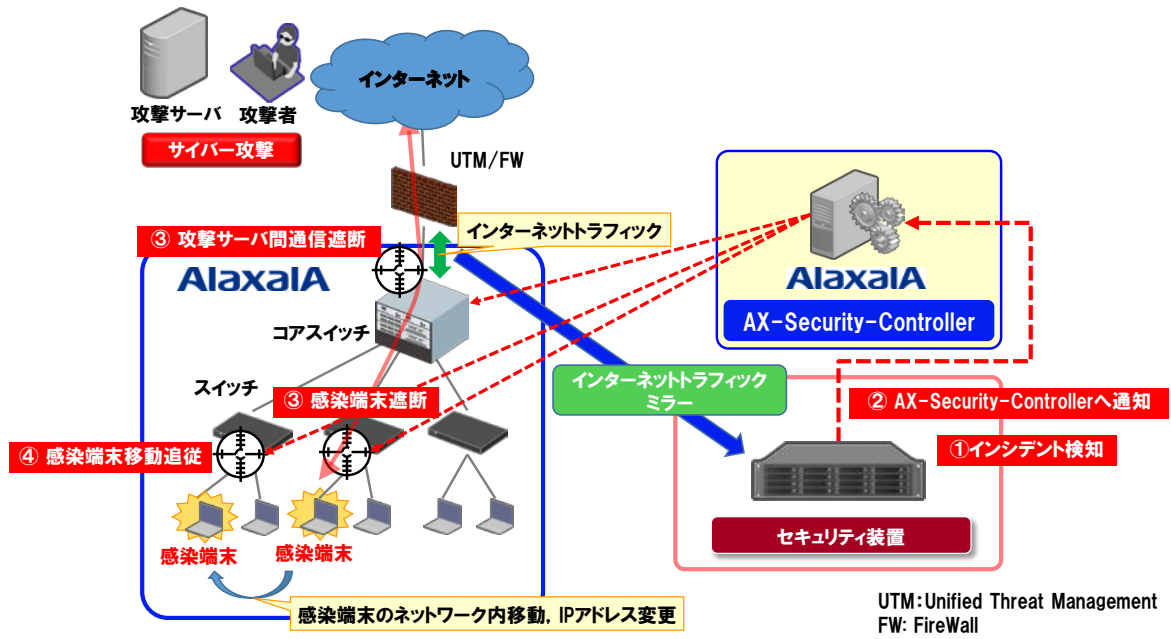 攻撃サーバ
攻撃者
サイバー攻撃
インターネット
UTM/FW
③ 攻撃サーバ間通信遮断
インターネットトラフィック
AlaxalA
コアスイッチ
スイッチ
③ 感染端末遮断
④ 感染端末移動追従
感染端末
感染端末
感染端末のネットワーク内移動, IPアドレス変更
インターネットトラフィック
ミラー
AlaxalA
AX-Security-Controller
② AX-Security-Controllerへ通知
①インシデント検知
セキュリティ装置
UTM:Unified Threat Management
FW: FireWall